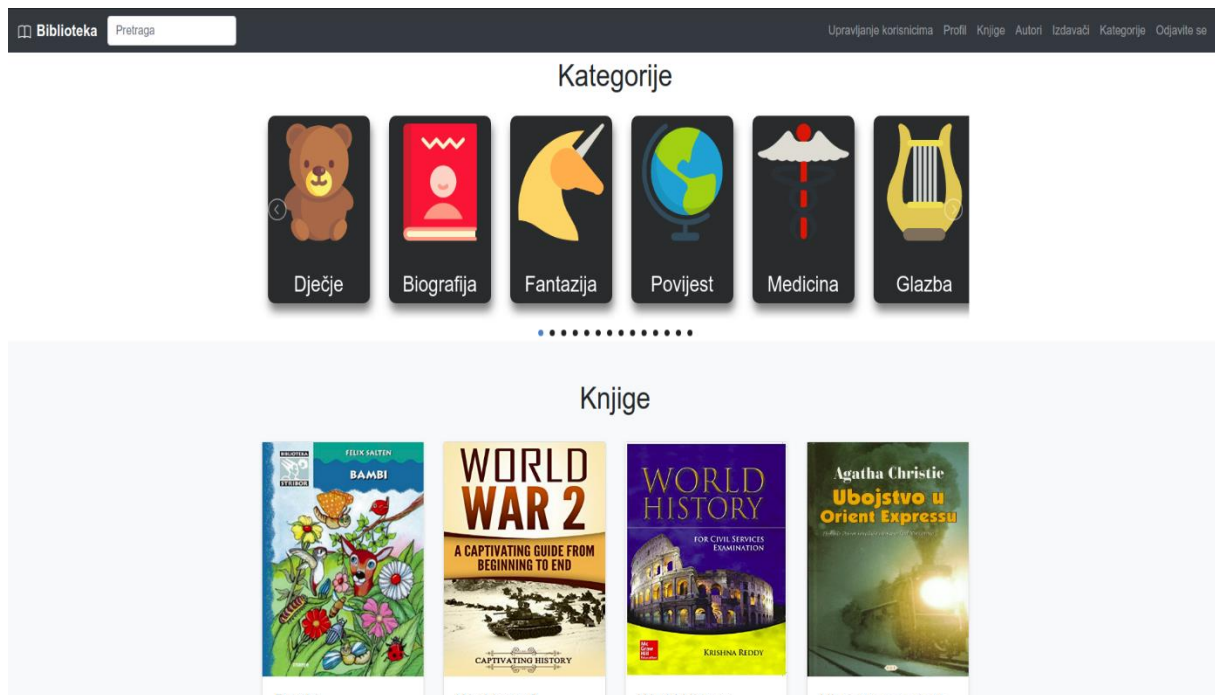 Biblioteka
Pretraga
Upravljanje korisnicima Profil Knjige Autori Izdavači Kategorije Odjavite se
Kategorije
Dječje
Biografija
Fantazija
Povijest
Medicina
Glazba
Knjige
BIBLIOTEKA
STRIBOR
FELIX SALTEN
BAMBI
WORLD
WAR 2
A CAPTIVATING GUIDE FROM
BEGINNING TO END
CAPTIVATING HISTORY
WORLD
HISTORY
FOR CIVIL SERVICES
EXAMINATION
KRISHNA REDDY
Agatha Christie
Ubojstvo u
Orient Expressu